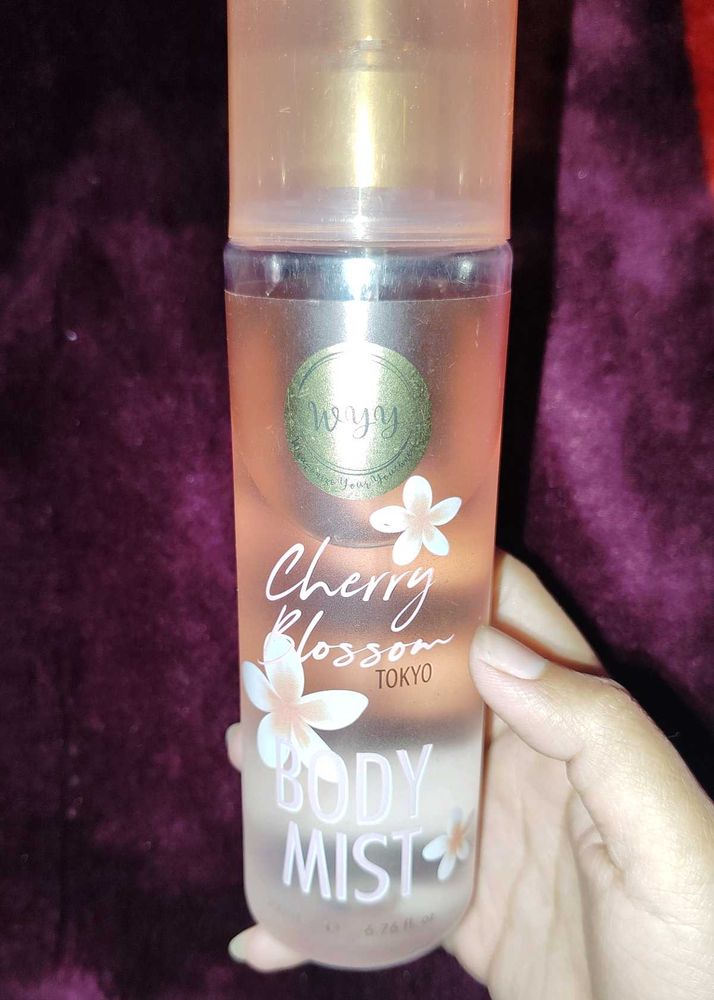 WYY
Cherry
Blossom
TOKYO
BODY
MIST
6.76 fl oz